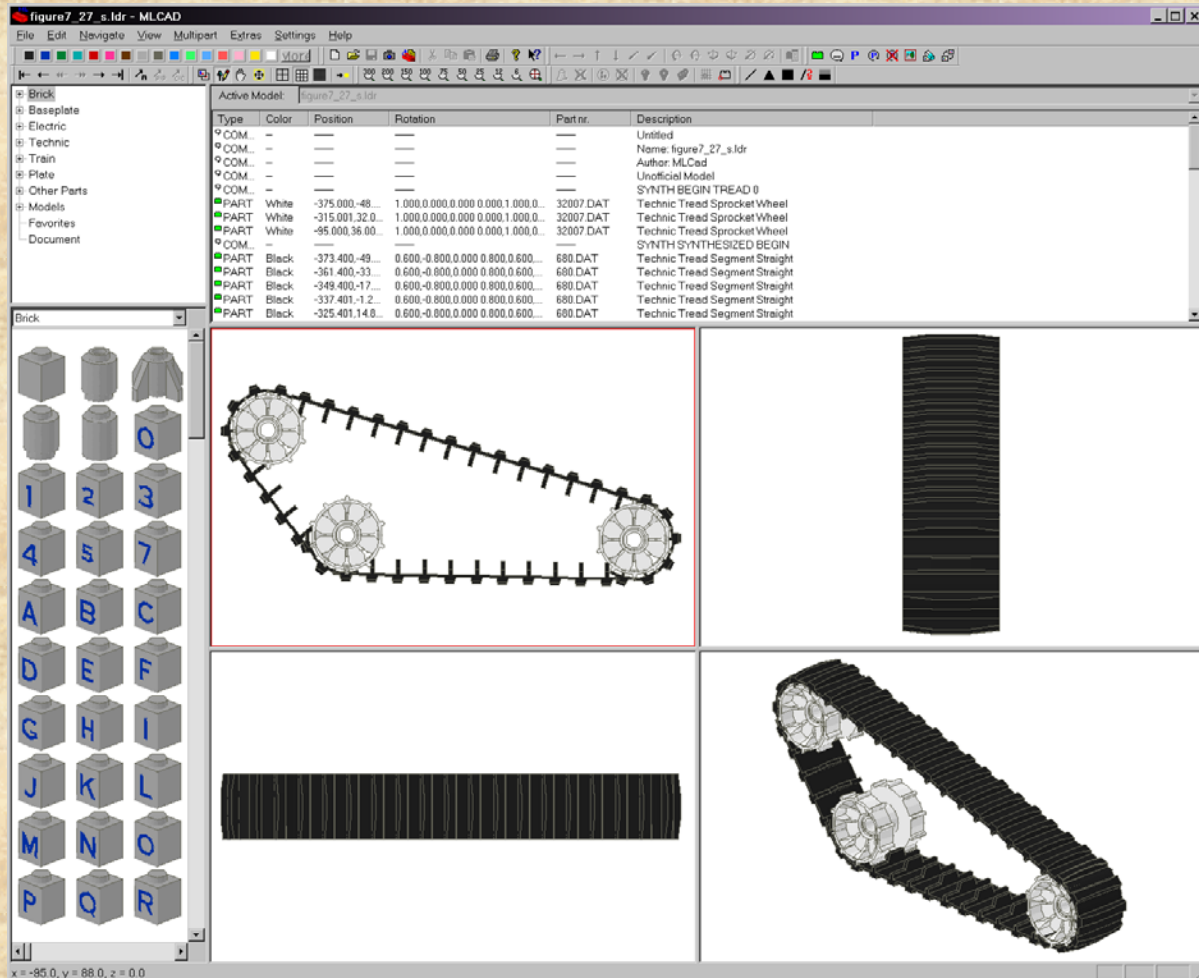 figure7_27_s.ldr - MLCAD
File Edit Navigate View Multipart Extras Settings Help
More
Brick
Baseplate
Electric
Technic
Train
Plate
Other Parts
Models
Favorites
Document
Active Model: figure7_27_s.ldr
Type Color Position Rotation Part nr. Description
COM... – —— —— —— Untitled
COM... – —— —— —— Name: figure7_27_s.ldr
COM... – —— —— —— Author: MLCad
COM... – —— —— —— Unofficial Model
COM... – —— —— —— SYNTH BEGIN TREAD 0
PART White -375.000,-48.... 1.000,0.000,0.000 0.000,1.000,0... 32007.DAT Technic Tread Sprocket Wheel
PART White -315.001,32.0... 1.000,0.000,0.000 0.000,1.000,0... 32007.DAT Technic Tread Sprocket Wheel
PART White -95.000,36.00... 1.000,0.000,0.000 0.000,1.000,0... 32007.DAT Technic Tread Sprocket Wheel
COM... – —— —— —— SYNTH SYNTHESIZED BEGIN
PART Black -373.400,-49.... 0.600,-0.800,0.000 0.800,0.600,... 680.DAT Technic Tread Segment Straight
PART Black -361.400,-33.... 0.600,-0.800,0.000 0.800,0.600,... 680.DAT Technic Tread Segment Straight
PART Black -349.400,-17.... 0.600,-0.800,0.000 0.800,0.600,... 680.DAT Technic Tread Segment Straight
PART Black -337.401,-1.2... 0.600,-0.800,0.000 0.800,0.600,... 680.DAT Technic Tread Segment Straight
PART Black -325.401,14.8... 0.600,-0.800,0.000 0.800,0.600,... 680.DAT Technic Tread Segment Straight
Brick
0
1 2 3
4 5 7
A B C
D E F
G H I
J K L
M N O
P Q R
x = -85.0, y = 88.0, z = 0.0